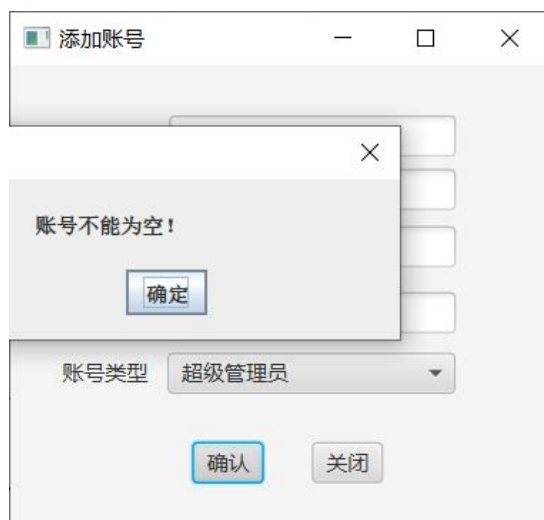 添加账号
账号不能为空!
确定
账号类型 超级管理员
确认 关闭